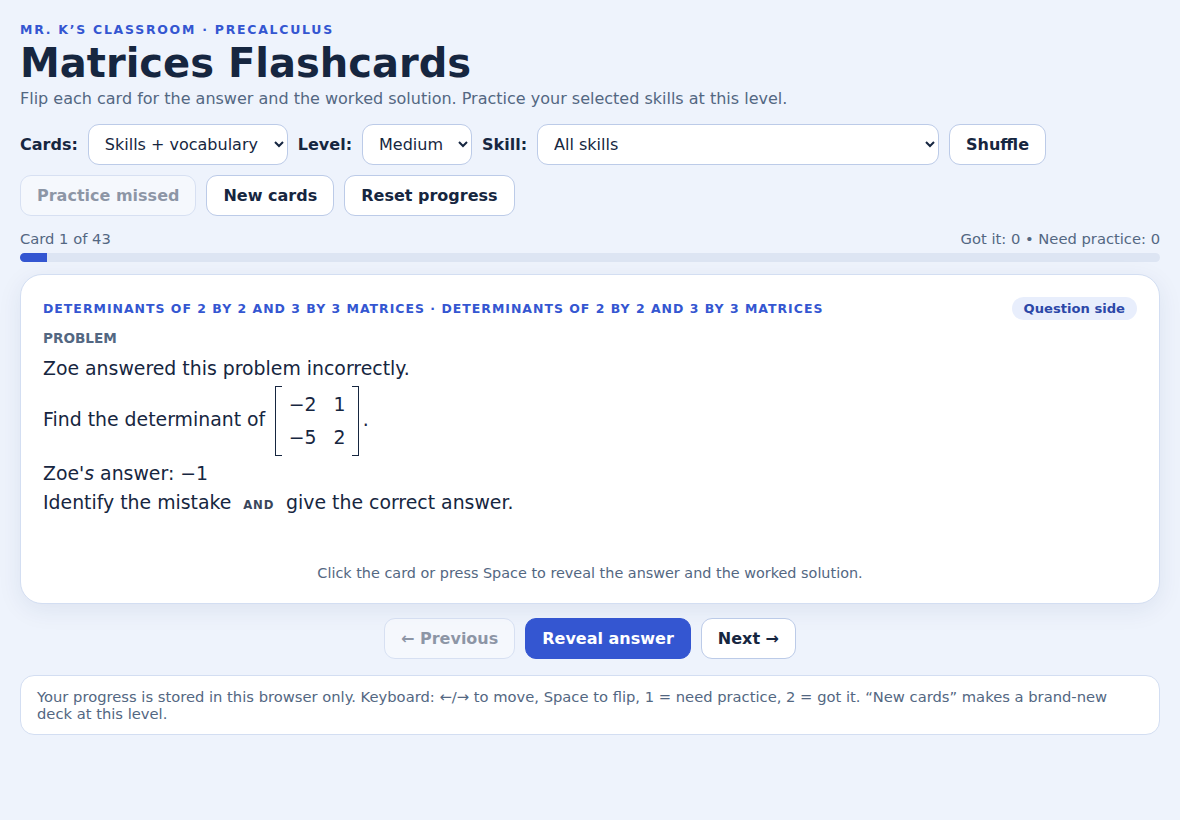 MR. K’S CLASSROOM · PRECALCULUS
Matrices Flashcards
Flip each card for the answer and the worked solution. Practice your selected skills at this level.
Cards: Skills + vocabulary Level: Medium Skill: All skills Shuffle
Practice missed New cards Reset progress
Card 1 of 43 Got it: 0 • Need practice: 0
DETERMINANTS OF 2 BY 2 AND 3 BY 3 MATRICES · DETERMINANTS OF 2 BY 2 AND 3 BY 3 MATRICES Question side
PROBLEM
Zoe answered this problem incorrectly.
Find the determinant of [−2 1
−5 2].
Zoe's answer: −1
Identify the mistake AND give the correct answer.
Click the card or press Space to reveal the answer and the worked solution.
← Previous Reveal answer Next →
Your progress is stored in this browser only. Keyboard: ←/→ to move, Space to flip, 1 = need practice, 2 = got it. “New cards” makes a brand-new
deck at this level.